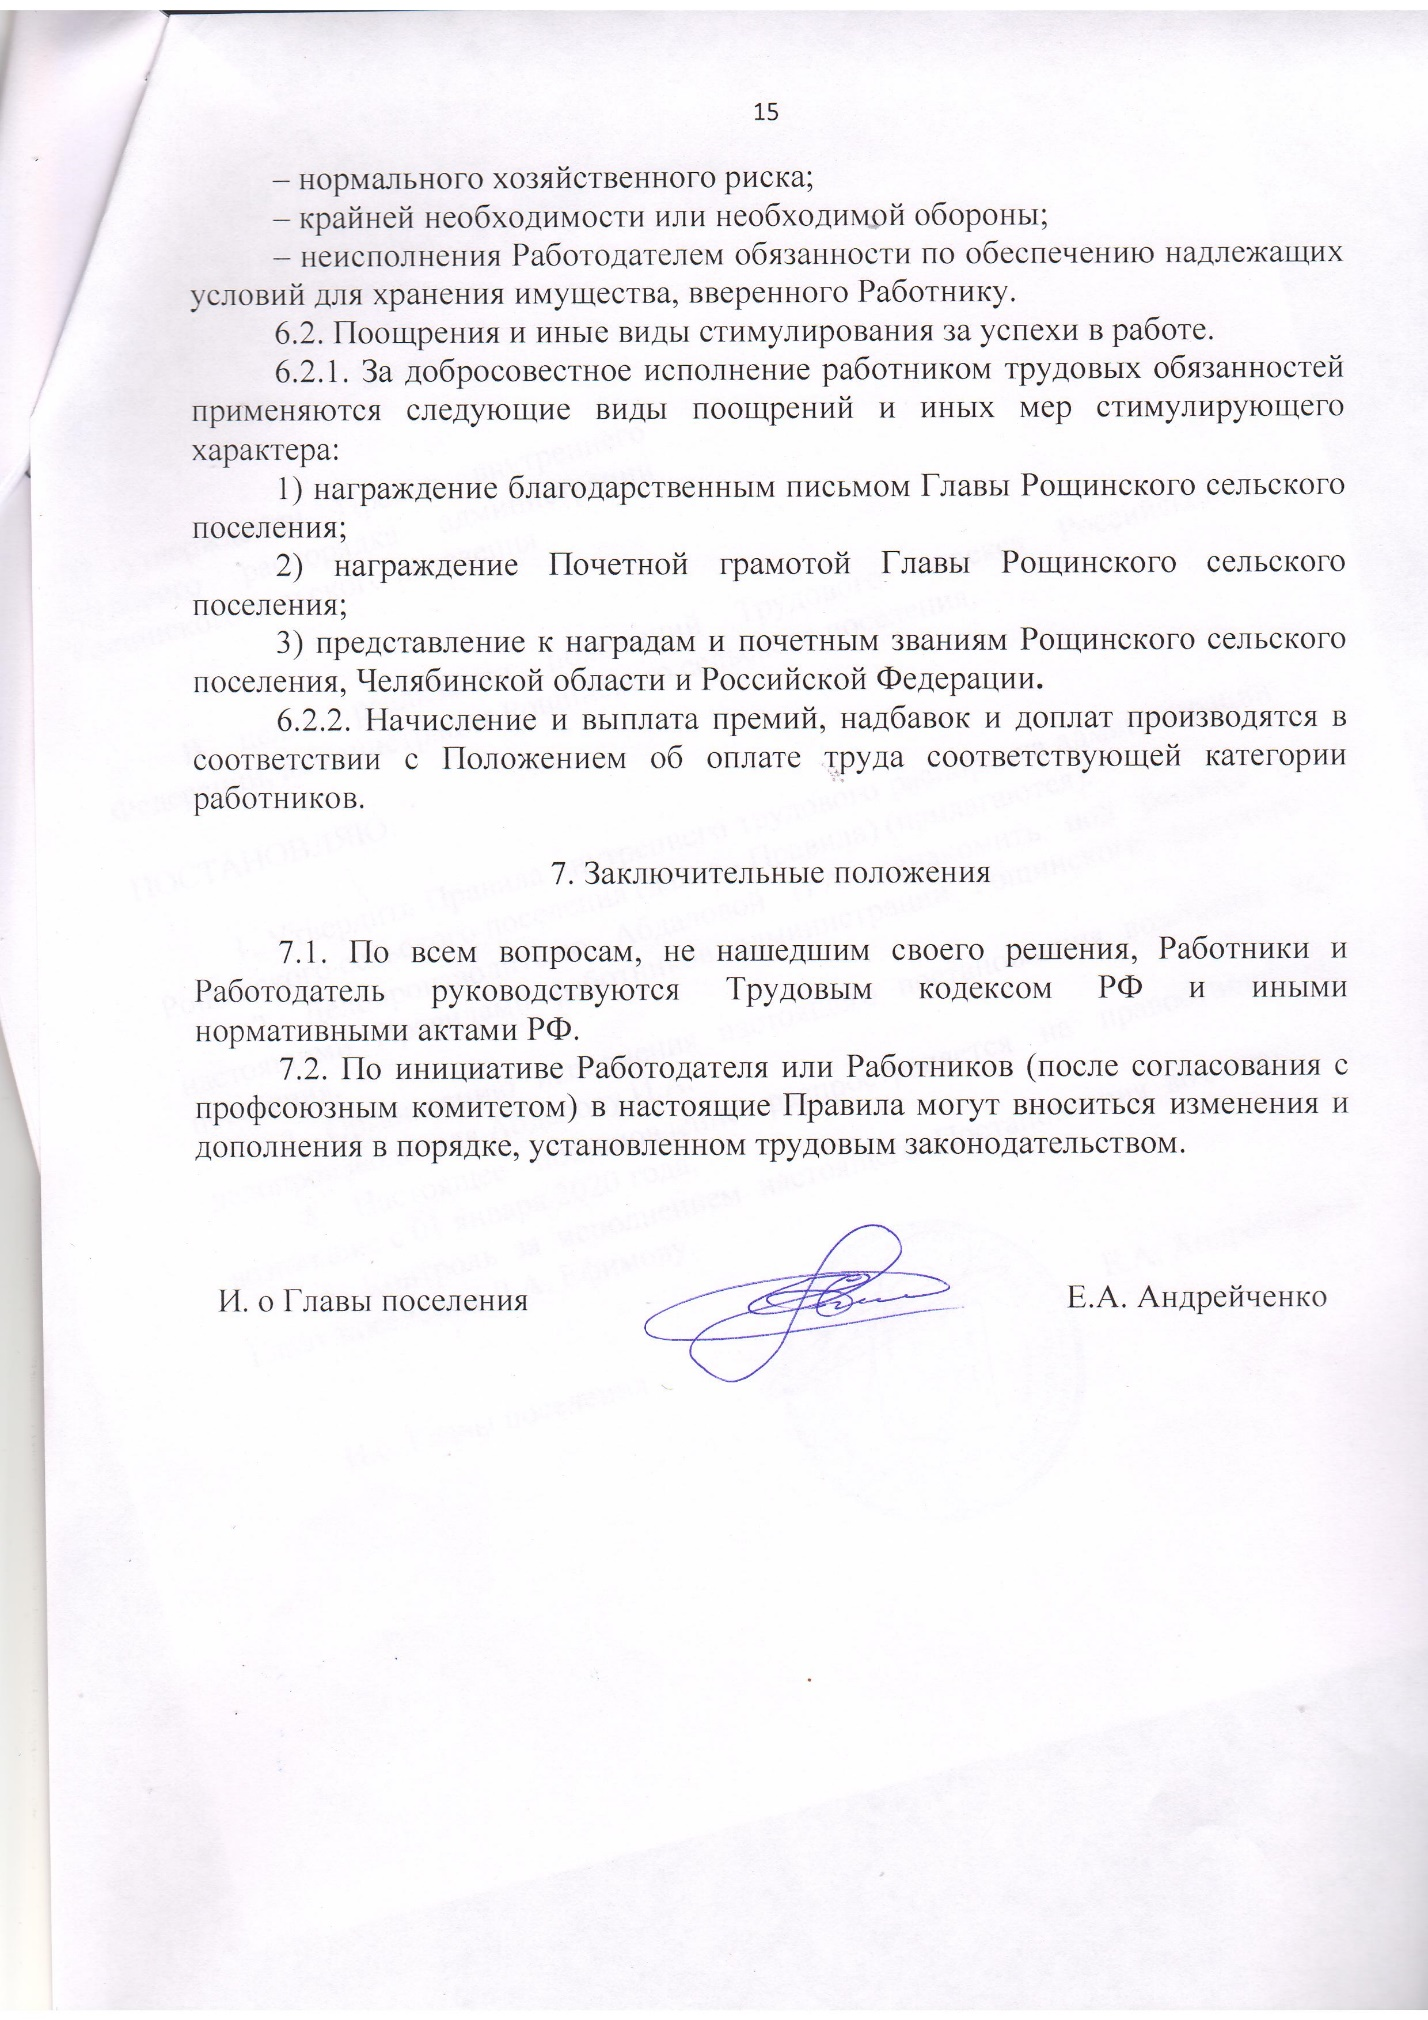 15
– нормального хозяйственного риска;
– крайней необходимости или необходимой обороны;
– неисполнения Работодателем обязанности по обеспечению надлежащих
условий для хранения имущества, вверенного Работнику.
6.2. Поощрения и иные виды стимулирования за успехи в работе.
6.2.1. За добросовестное исполнение работником трудовых обязанностей
применяются следующие виды поощрений и иных мер стимулирующего
характера:
1) награждение благодарственным письмом Главы Рощинского сельского
поселения;
2) награждение Почетной грамотой Главы Рощинского сельского
поселения;
3) представление к наградам и почетным званиям Рощинского сельского
поселения, Челябинской области и Российской Федерации.
6.2.2. Начисление и выплата премий, надбавок и доплат производятся в
соответствии с Положением об оплате труда соответствующей категории
работников.
7. Заключительные положения
7.1. По всем вопросам, не нашедшим своего решения, Работники и
Работодатель руководствуются Трудовым кодексом РФ и иными
нормативными актами РФ.
7.2. По инициативе Работодателя или Работников (после согласования с
профсоюзным комитетом) в настоящие Правила могут вноситься изменения и
дополнения в порядке, установленном трудовым законодательством.
И. о Главы поселения Е.А. Андрейченко